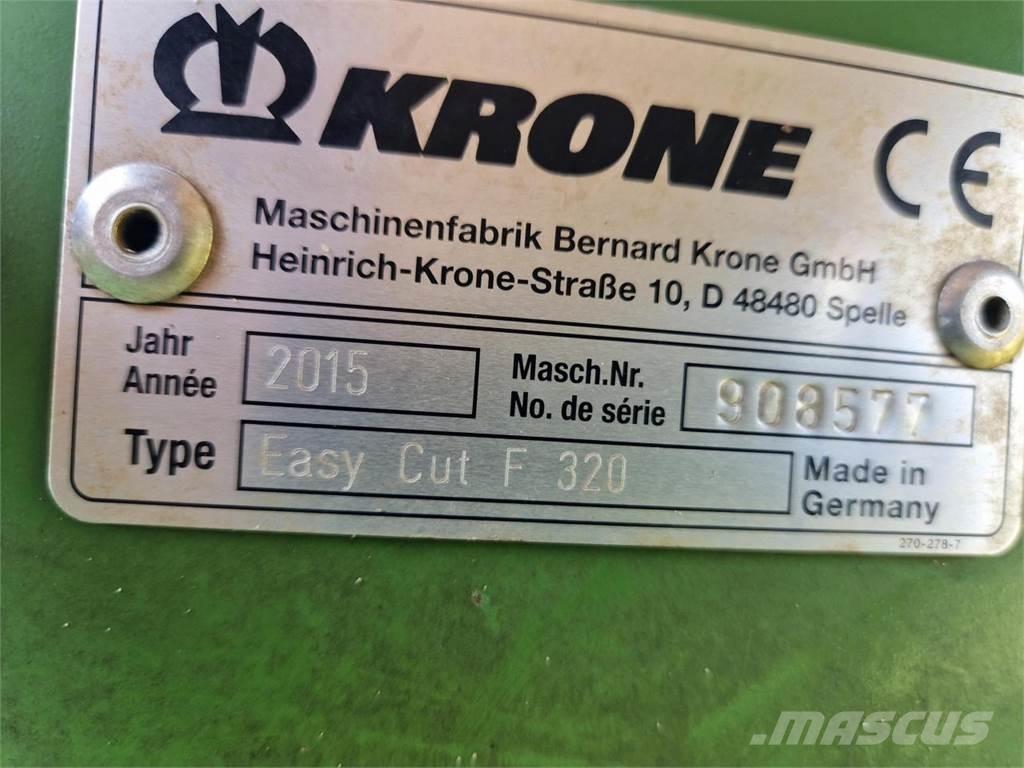 KRONE CE
Maschinenfabrik Bernard Krone GmbH
Heinrich-Krone-Straße 10, D 48480 Spelle
Jahr
Année
2015
Masch.Nr.
No. de série
908577
Type
Easy Cut F 320
Made in
Germany
270-278-7
MASCUS